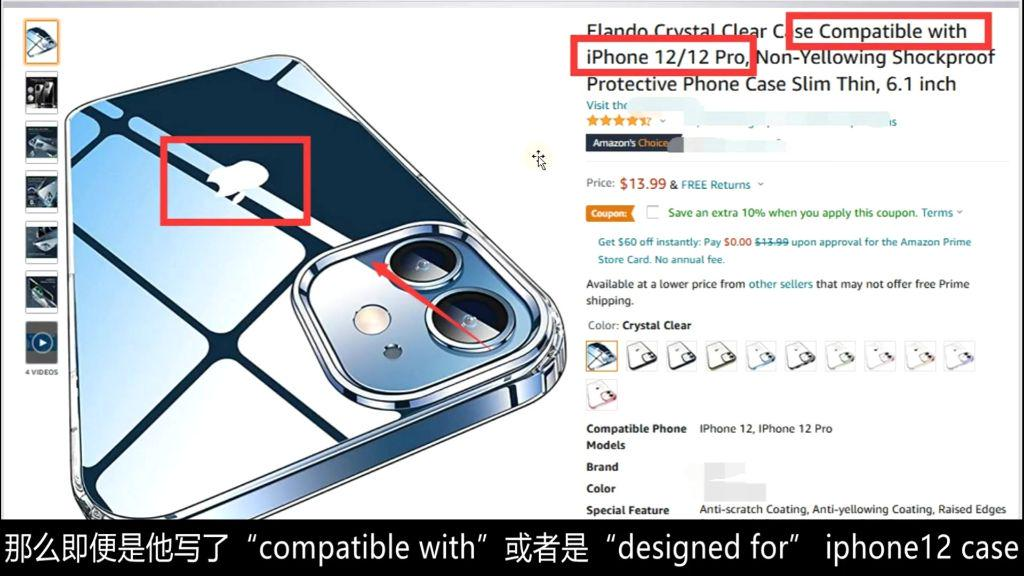 Elando Crystal Clear Case Compatible with
iPhone 12/12 Pro, Non-Yellowing Shockproof
Protective Phone Case Slim Thin, 6.1 inch
Visit the
Amazon's Choice
Price: $13.99 & FREE Returns
Coupon: Save an extra 10% when you apply this coupon. Terms
Get $60 off instantly: Pay $0.00 $13.99 upon approval for the Amazon Prime
Store Card. No annual fee.
Available at a lower price from other sellers that may not offer free Prime
shipping.
Color: Crystal Clear
4 VIDEOS
Compatible Phone Models IPhone 12, IPhone 12 Pro
Brand
Color
Special Feature Anti-scratch Coating, Anti-yellowing Coating, Raised Edges
那么即便是他写了“compatible with”或者是“designed for” iphone12 case